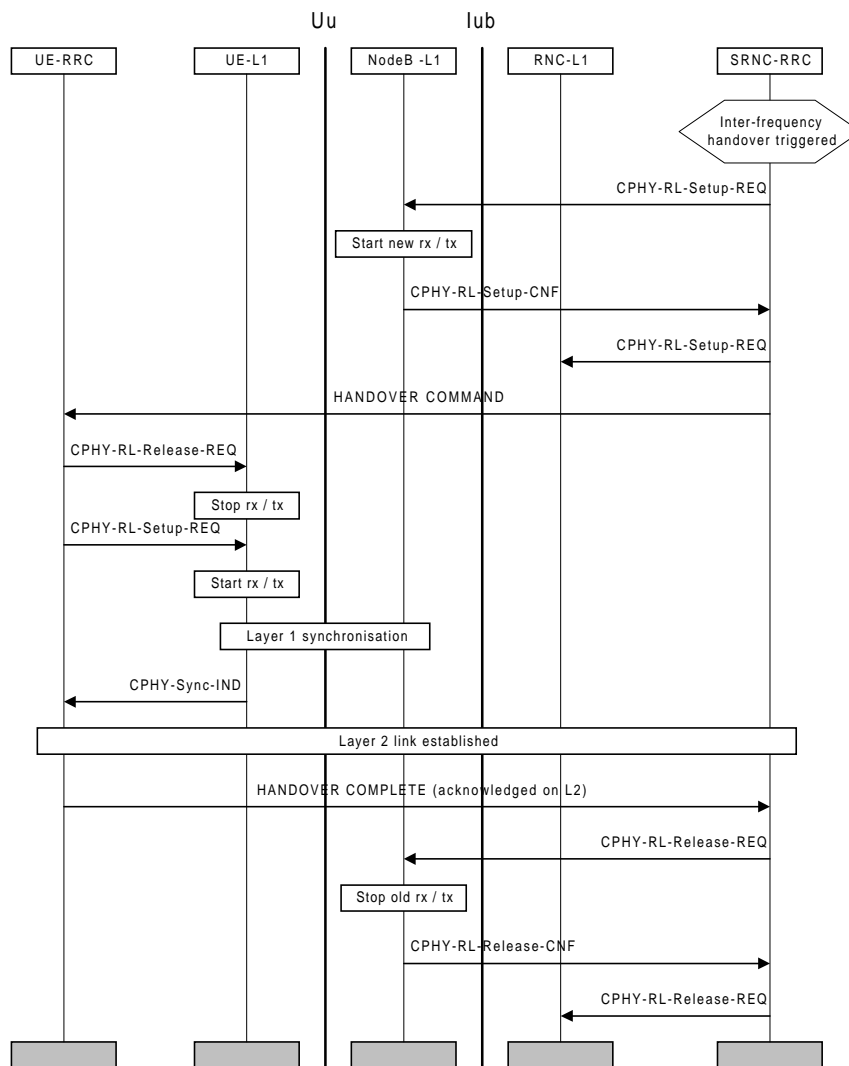 Uu
Iub
UE-RRC
UE-L1
NodeB -L1
RNC-L1
SRNC-RRC
Inter-frequency
handover triggered
CPHY-RL-Setup-REQ
Start new rx / tx
CPHY-RL-Setup-CNF
CPHY-RL-Setup-REQ
HANDOVER COMMAND
CPHY-RL-Release-REQ
Stop rx / tx
CPHY-RL-Setup-REQ
Start rx / tx
Layer 1 synchronisation
CPHY-Sync-IND
Layer 2 link established
HANDOVER COMPLETE (acknowledged on L2)
CPHY-RL-Release-REQ
Stop old rx / tx
CPHY-RL-Release-CNF
CPHY-RL-Release-REQ